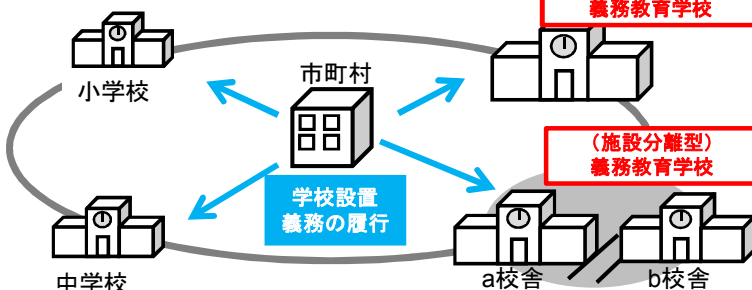 義務教育学校
小学校
市町村
(施設分離型)
義務教育学校
学校設置
義務の履行
中学校
a校舎
b校舎